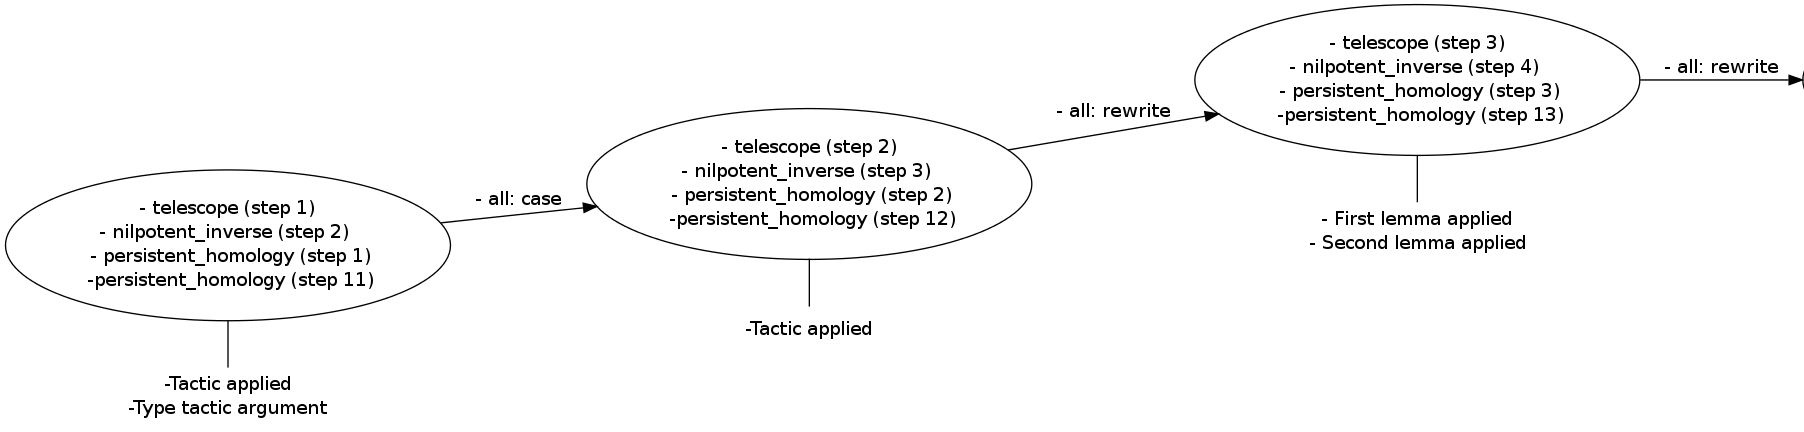 - telescope (step 1)
- nilpotent_inverse (step 2)
- persistent_homology (step 1)
-persistent_homology (step 11)
-Tactic applied
-Type tactic argument
- all: case
- telescope (step 2)
- nilpotent_inverse (step 3)
- persistent_homology (step 2)
-persistent_homology (step 12)
-Tactic applied
- all: rewrite
- telescope (step 3)
- nilpotent_inverse (step 4)
- persistent_homology (step 3)
-persistent_homology (step 13)
- First lemma applied
- Second lemma applied
- all: rewrite